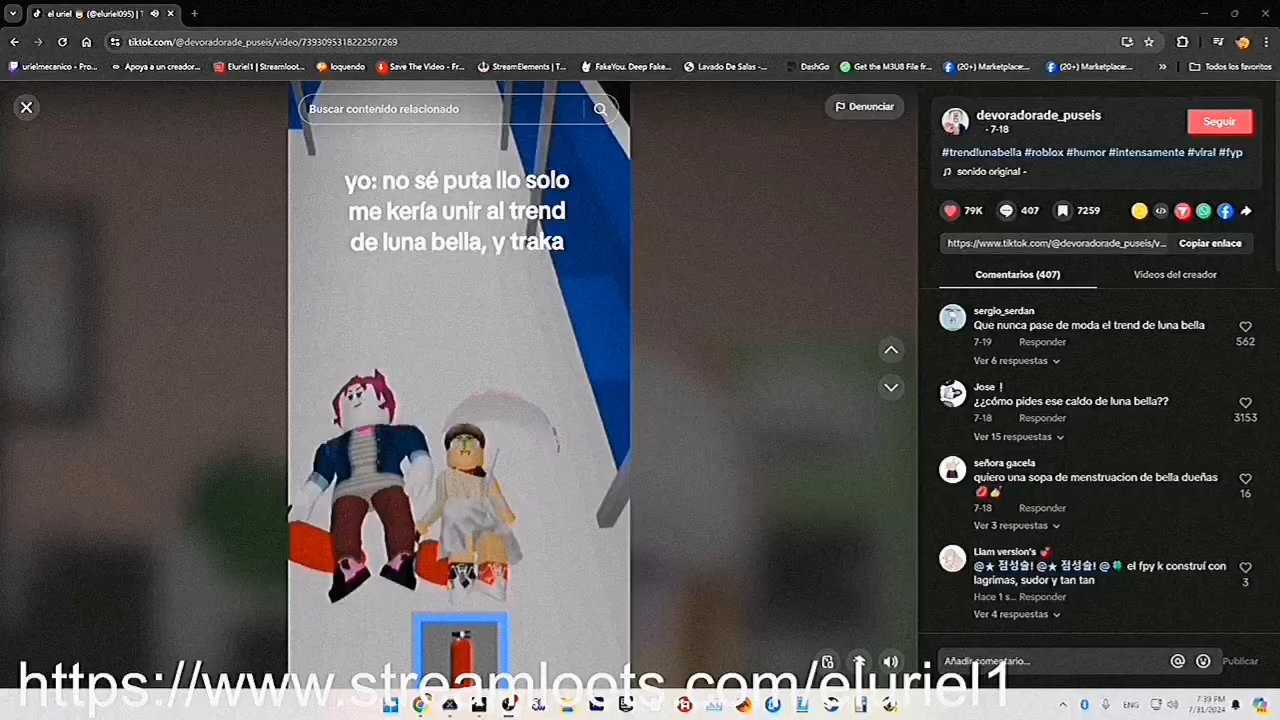 el uriel (@eluriel095) | T
tiktok.com/@devoradorade_puseis/video/7393095318222507269
urielmecanico - Pro...
Apoya a un creador...
Eluriel1 | Streamloot...
loquendo
Save The Video - Fr...
StreamElements | T...
FakeYou. Deep Fake...
Lavado De Salas -...
DasGo
Get the M3U8 File fr...
(20+) Marketplace:...
(20+) Marketplace:...
Todos los favoritos
Buscar contenido relacionado
Denunciar
yo: no sé puta llo solo
me kería unir al trend
de luna bella, y traka
devoradorade_puseis
· 7-18
Seguir
#trendlunabella #roblox #humor #intensamente #viral #fyp
sonido original -
79K
407
7259
https://www.tiktok.com/@devoradorade_puseis/v...
Copiar enlace
Comentarios (407)
Videos del creador
sergio_serdan
Que nunca pase de moda el trend de luna bella
7-19 Responder
562
Ver 6 respuestas
Jose !
¿¿cómo pides ese caldo de luna bella??
7-18 Responder
3153
Ver 15 respuestas
señora gacela
quiero una sopa de menstruacion de bella dueñas
16
7-18 Responder
Ver 3 respuestas
Llam version's
@★ 점성술! @★ 점성술! @ el fpy k construí con
lagrimas, sudor y tan tan
3
Hace 1 s... Responder
Ver 4 respuestas
Añadir comentario...
Publicar
https://www.streamloots.com/eluriel1
ENG
7:39 PM
7/31/2024